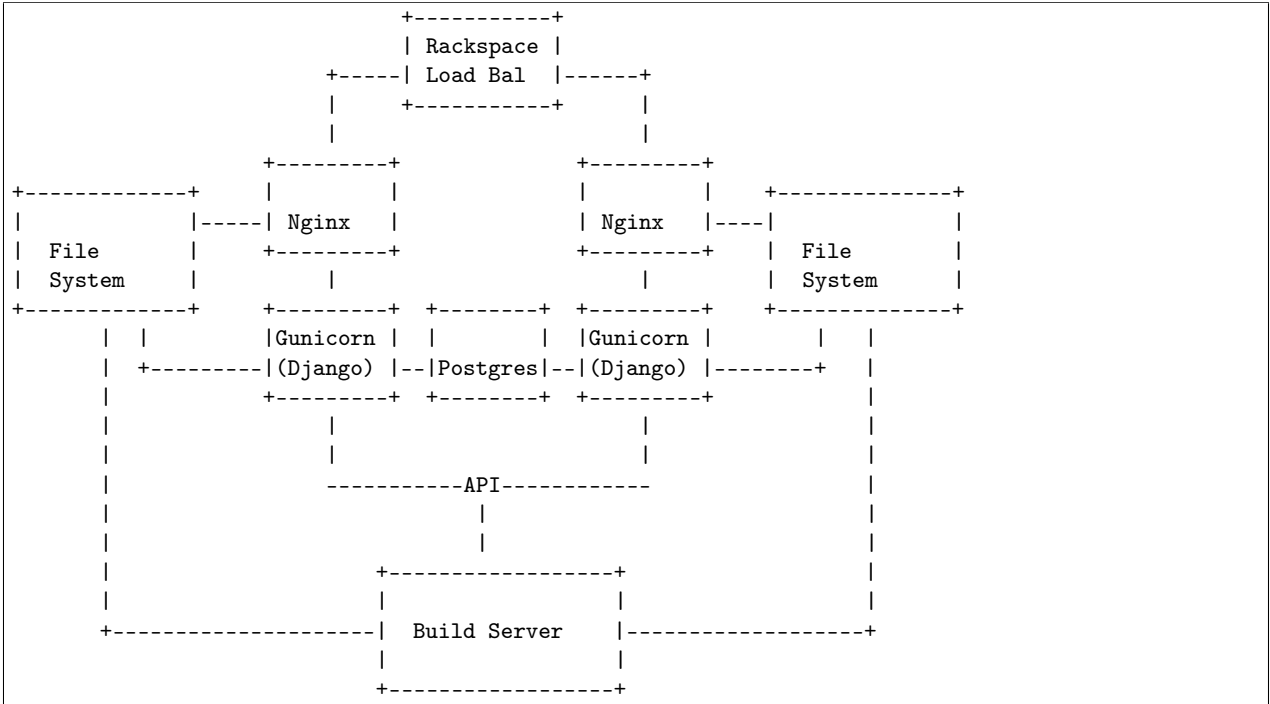 Rackspace
Load Bal
Nginx
Nginx
File
System
File
System
Gunicorn
(Django)
Postgres
Gunicorn
(Django)
API
Build Server